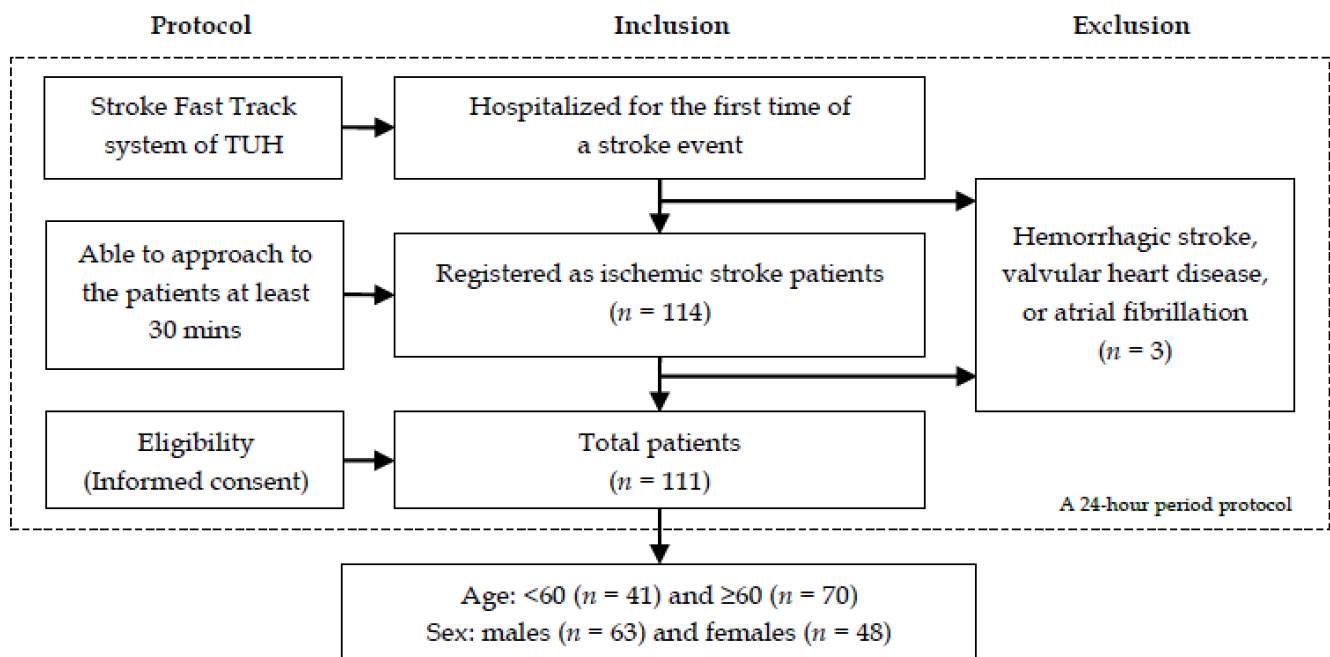 Protocol
Inclusion
Exclusion
Stroke Fast Track
system of TUH
Hospitalized for the first time of
a stroke event
Able to approach to
the patients at least
30 mins
Registered as ischemic stroke patients
(n = 114)
Hemorrhagic stroke,
valvular heart disease,
or atrial fibrillation
(n = 3)
Eligibility
(Informed consent)
Total patients
(n = 111)
A 24-hour period protocol
Age: <60 (n = 41) and ≥60 (n = 70)
Sex: males (n = 63) and females (n = 48)